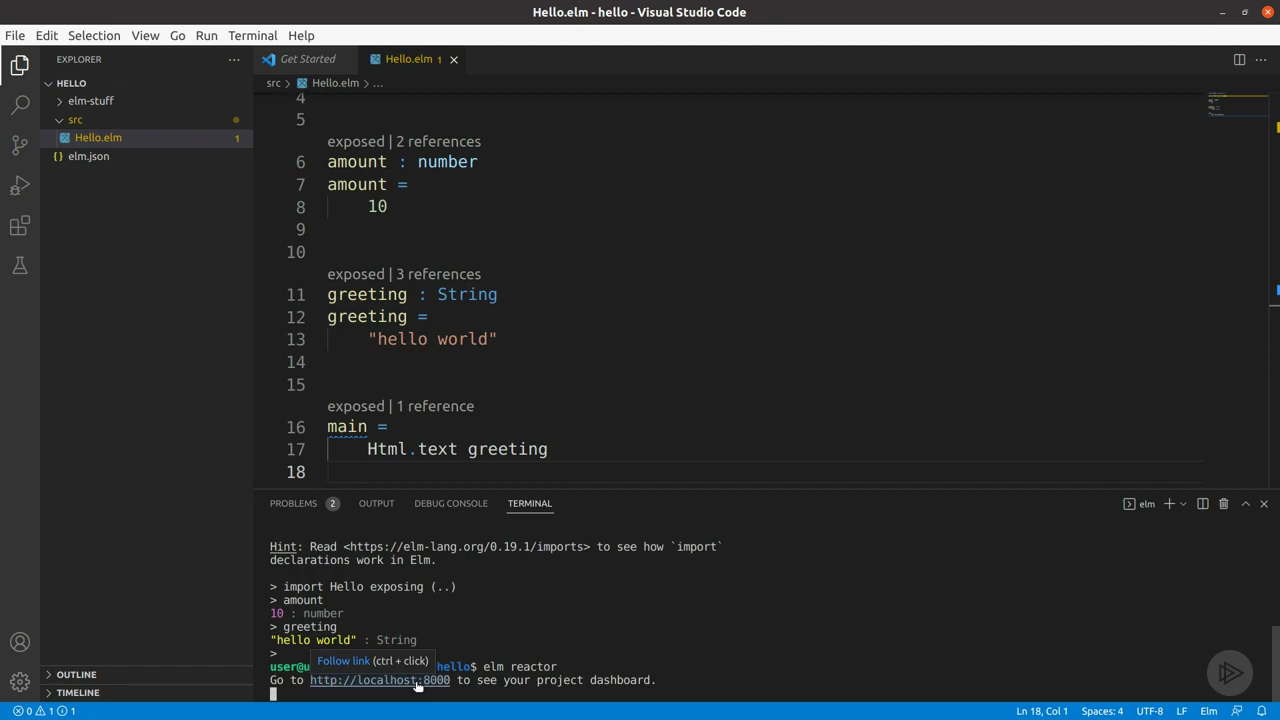 Hello.elm - hello - Visual Studio Code
File Edit Selection View Go Run Terminal Help
EXPLORER
HELLO
elm-stuff
src
Hello.elm 1
{} elm.json
OUTLINE
TIMELINE
Get Started Hello.elm 1
src > Hello.elm > ...
4
5
exposed | 2 references
6 amount : number
7 amount =
8 10
9
10
exposed | 3 references
11 greeting : String
12 greeting =
13 "hello world"
14
15
exposed | 1 reference
16 main =
17 Html.text greeting
18
PROBLEMS 2 OUTPUT DEBUG CONSOLE TERMINAL elm
Hint: Read <https://elm-lang.org/0.19.1/imports> to see how `import`
declarations work in Elm.
> import Hello exposing (..)
> amount
10 : number
> greeting
"hello world" : String
>
Follow link (ctrl + click)
user@u hello$ elm reactor
Go to http://localhost:8000 to see your project dashboard.
0 1 1 Ln 18, Col 1 Spaces: 4 UTF-8 LF Elm